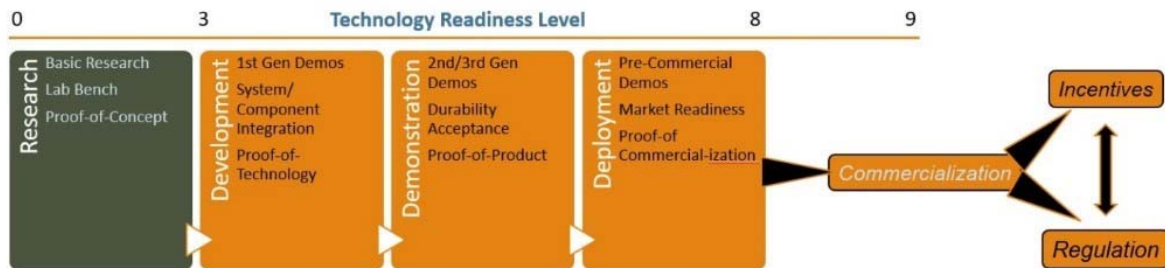 0 3 Technology Readiness Level 8 9
Research
Basic Research
Lab Bench
Proof-of-Concept
Development
1st Gen Demos
System/
Component
Integration
Proof-of-
Technology
Demonstration
2nd/3rd Gen
Demos
Durability
Acceptance
Proof-of-Product
Deployment
Pre-Commercial
Demos
Market Readiness
Proof-of
Commercial-ization
Commercialization
Incentives
Regulation